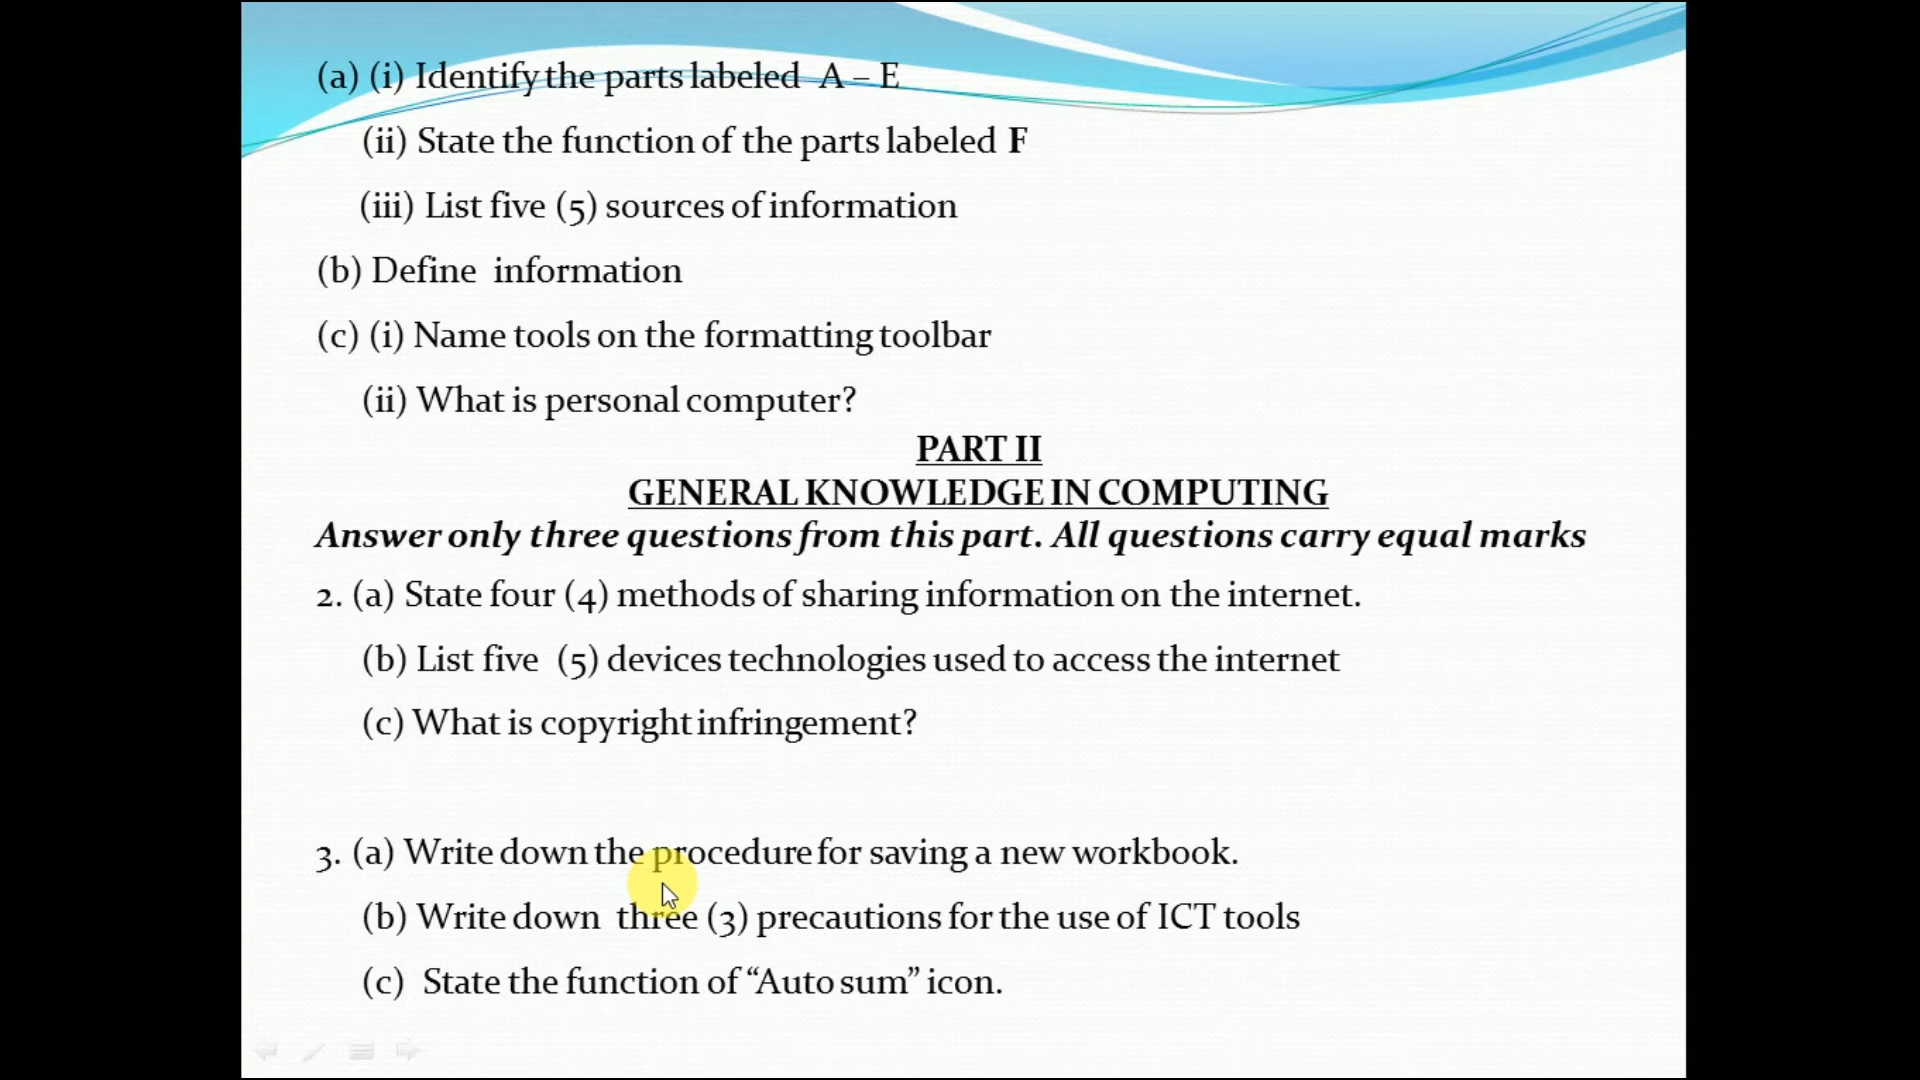 (a) (i) Identify the parts labeled A – E
(ii) State the function of the parts labeled F
(iii) List five (5) sources of information
(b) Define information
(c) (i) Name tools on the formatting toolbar
(ii) What is personal computer?
PART II
GENERAL KNOWLEDGE IN COMPUTING
Answer only three questions from this part. All questions carry equal marks
2. (a) State four (4) methods of sharing information on the internet.
(b) List five (5) devices technologies used to access the internet
(c) What is copyright infringement?
3. (a) Write down the procedure for saving a new workbook.
(b) Write down three (3) precautions for the use of ICT tools
(c) State the function of “Auto sum” icon.